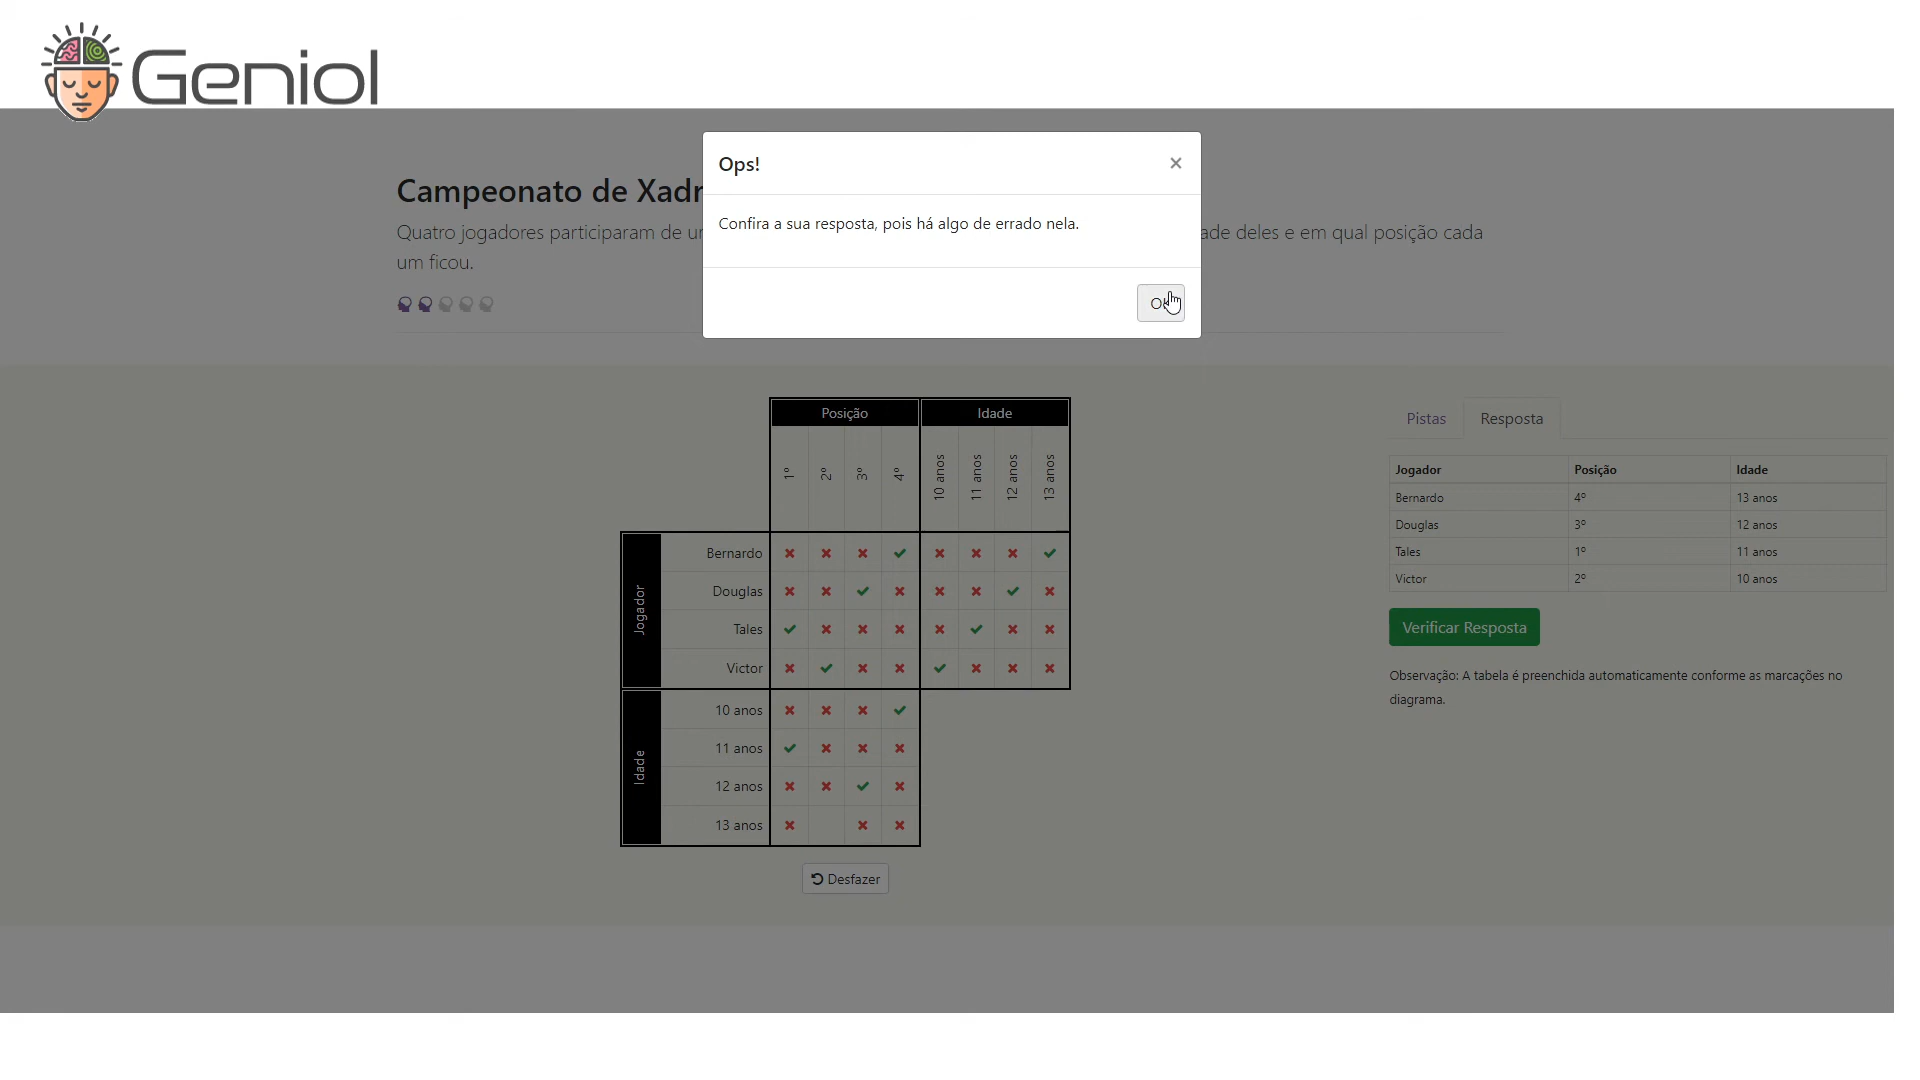 Geniol
Ops!
×
Campeonato de Xadr
Confira a sua resposta, pois há algo de errado nela.
Quatro jogadores participaram de u
ade deles e em qual posição cada
um ficou.
Posição Idade
1º 2º 3º 4º 10 anos 11 anos 12 anos 13 anos
Jogador
Bernardo
Douglas
Tales
Victor
Idade
10 anos
11 anos
12 anos
13 anos
Desfazer
Pistas Resposta
Jogador Posição Idade
Bernardo 4º 13 anos
Douglas 3º 12 anos
Tales 1º 11 anos
Victor 2º 10 anos
Verificar Resposta
Observação: A tabela é preenchida automaticamente conforme as marcações no
diagrama.